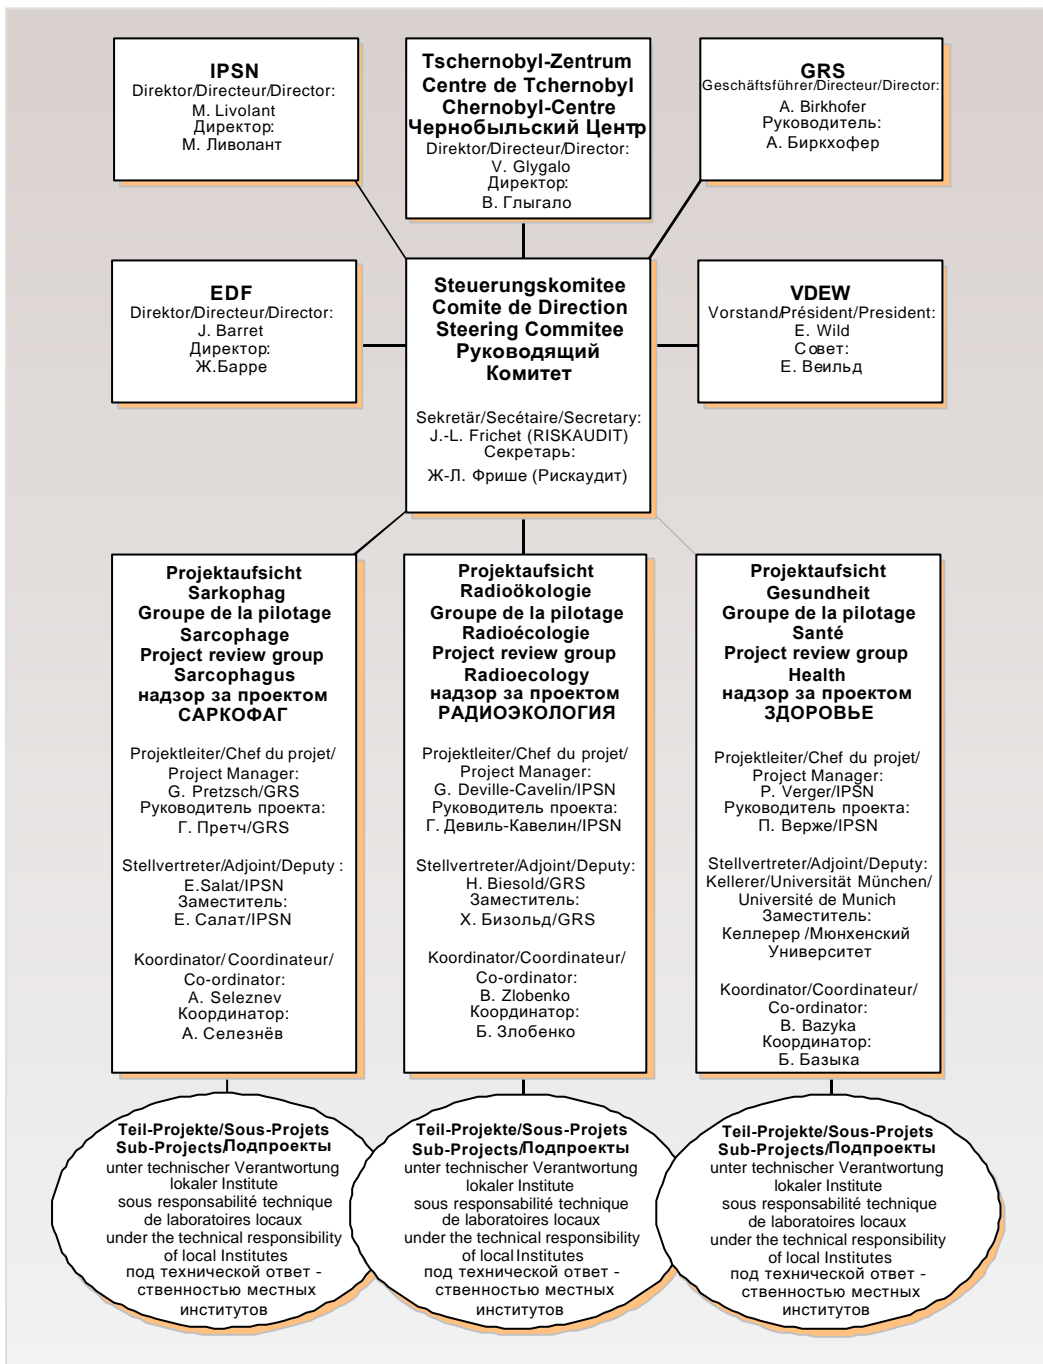 IPSN
Direktor/Directeur/Director:
M. Livolant
Директор:
М. Ливолант
Tschernobyl-Zentrum
Centre de Tchernobyl
Chernobyl-Centre
Чернобыльский Центр
Direktor/Directeur/Director:
V. Glygalo
Директор:
В. Глыгало
GRS
Geschäftsführer/Directeur/Director:
A. Birkhofer
Руководитель:
А. Биркхофер
EDF
Direktor/Directeur/Director:
J. Barret
Директор:
Ж.Барре
Steuerungskomitee
Comite de Direction
Steering Commitee
Руководящий
Комитет
Sekretär/Secétaire/Secretary:
J.-L. Frichet (RISKAUDIT)
Секретарь:
Ж-Л. Фрише (Рискаудит)
VDEW
Vorstand/Président/President:
E. Wild
Совет:
Е. Веильд
Projektaufsicht
Sarkophag
Groupe de la pilotage
Sarcophage
Project review group
Sarcophagus
надзор за проектом
САРКОФАГ
Projektleiter/Chef du projet/
Project Manager:
G. Pretzsch/GRS
Руководитель проекта:
Г. Претч/GRS
Stellvertreter/Adjoint/Deputy :
E.Salat/IPSN
Заместитель:
Е. Салат/IPSN
Koordinator/Coordinateur/
Co-ordinator:
A. Seleznev
Координатор:
А. Селезнёв
Projektaufsicht
Radioökologie
Groupe de la pilotage
Radioécologie
Project review group
Radioecology
надзор за проектом
РАДИОЭКОЛОГИЯ
Projektleiter/Chef du projet/
Project Manager:
G. Deville-Cavelin/IPSN
Руководитель проекта:
Г. Девиль-Кавелин/IPSN
Stellvertreter/Adjoint/Deputy:
H. Biesold/GRS
Заместитель:
Х. Бизольд/GRS
Koordinator/Coordinateur/
Co-ordinator:
B. Zlobenko
Координатор:
Б. Злобенко
Projektaufsicht
Gesundheit
Groupe de la pilotage
Santé
Project review group
Health
надзор за проектом
ЗДОРОВЬЕ
Projektleiter/Chef du projet/
Project Manager:
P. Verger/IPSN
Руководитель проекта:
П. Верже/IPSN
Stellvertreter/Adjoint/Deputy:
Kellerer/Universität München/
Université de Munich
Заместитель:
Келлерер /Мюнхенский
Университет
Koordinator/Coordinateur/
Co-ordinator:
B. Bazyka
Координатор:
Б. Базыка
Teil-Projekte/Sous-Projets
Sub-Projects/Подпроекты
unter technischer Verantwortung
lokaler Institute
sous responsabilité technique
de laboratoires locaux
under the technical responsibility
of local Institutes
под технической ответ -
ственностью местных
институтов
Teil-Projekte/Sous-Projets
Sub-Projects/Подпроекты
unter technischer Verantwortung
lokaler Institute
sous responsabilité technique
de laboratoires locaux
under the technical responsibility
of local Institutes
под технической ответ -
ственностью местных
институтов
Teil-Projekte/Sous-Projets
Sub-Projects/Подпроекты
unter technischer Verantwortung
lokaler Institute
sous responsabilité technique
de laboratoires locaux
under the technical responsibility
of local Institutes
под технической ответ -
ственностью местных
институтов